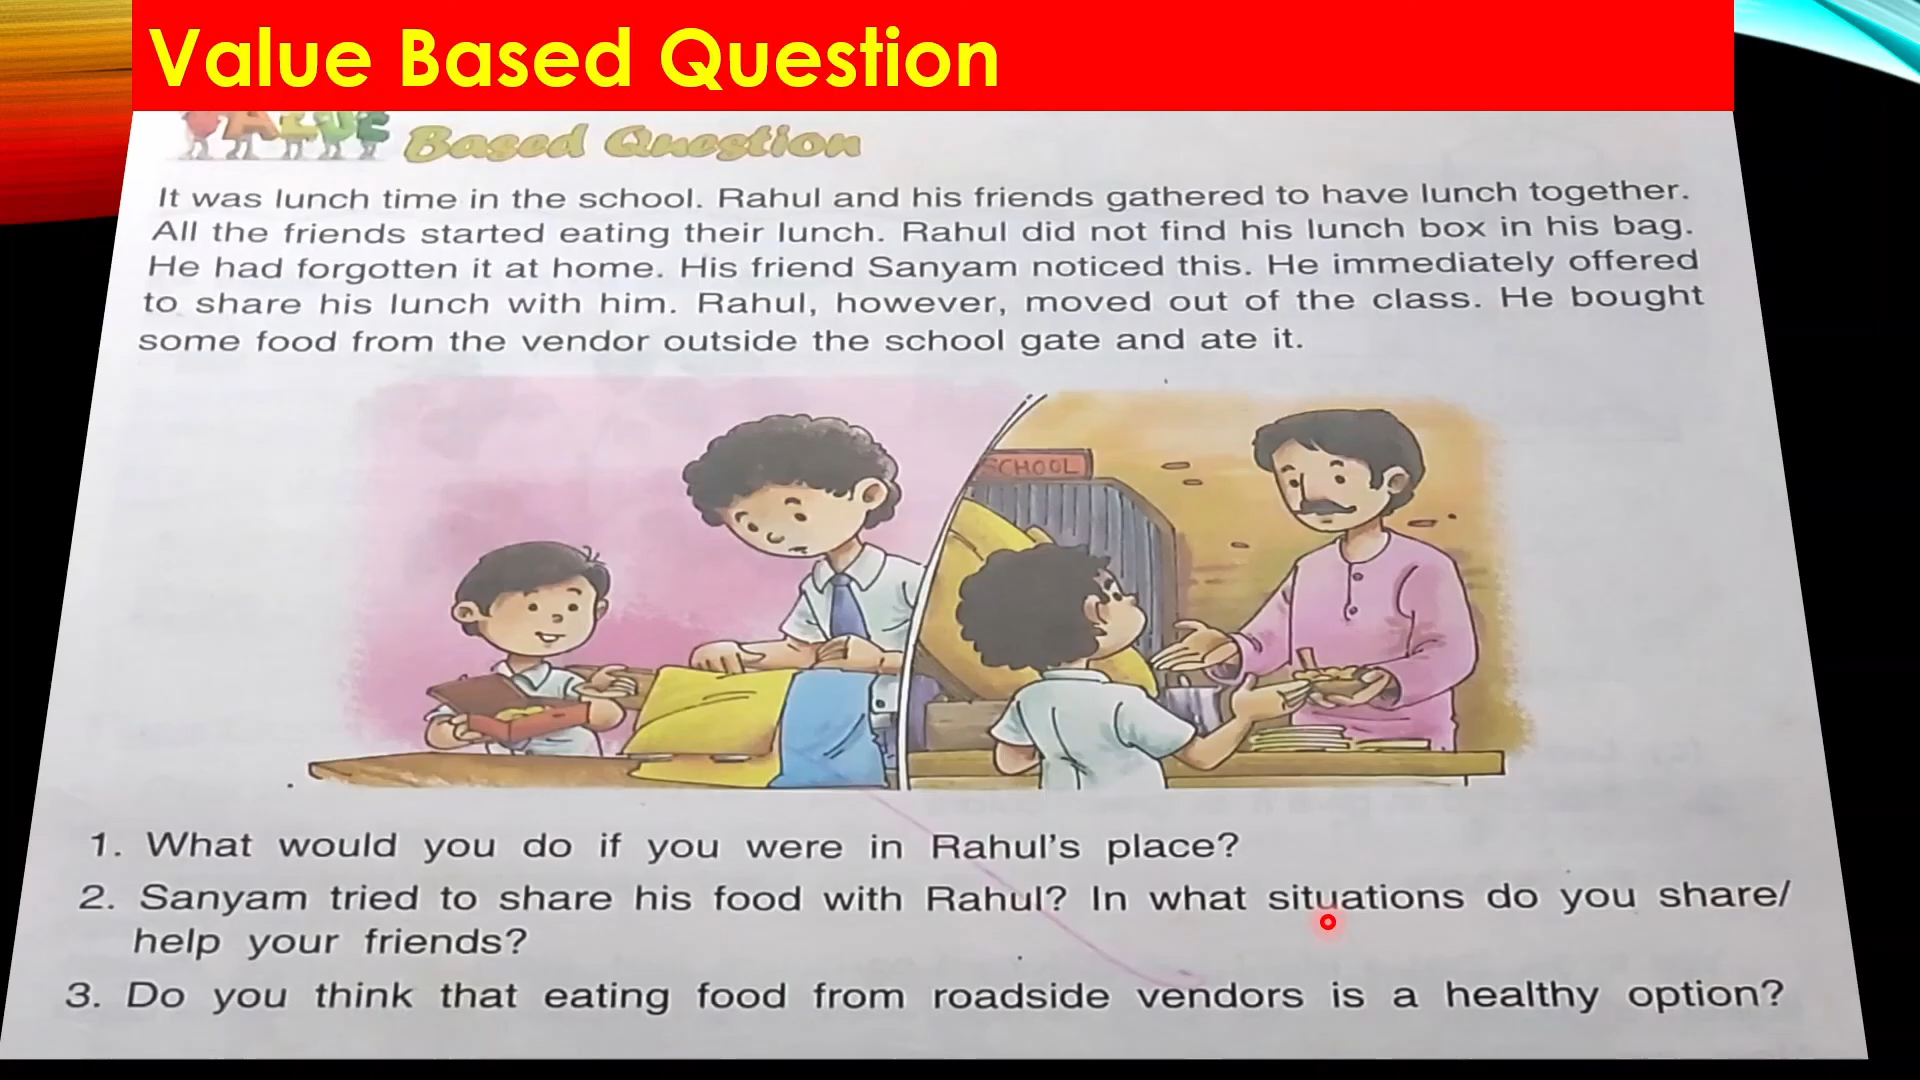 Value Based Question
VALUE Based Question
It was lunch time in the school. Rahul and his friends gathered to have lunch together.
All the friends started eating their lunch. Rahul did not find his lunch box in his bag.
He had forgotten it at home. His friend Sanyam noticed this. He immediately offered
to share his lunch with him. Rahul, however, moved out of the class. He bought
some food from the vendor outside the school gate and ate it.
SCHOOL
1. What would you do if you were in Rahul's place?
2. Sanyam tried to share his food with Rahul? In what situations do you share/
help your friends?
3. Do you think that eating food from roadside vendors is a healthy option?